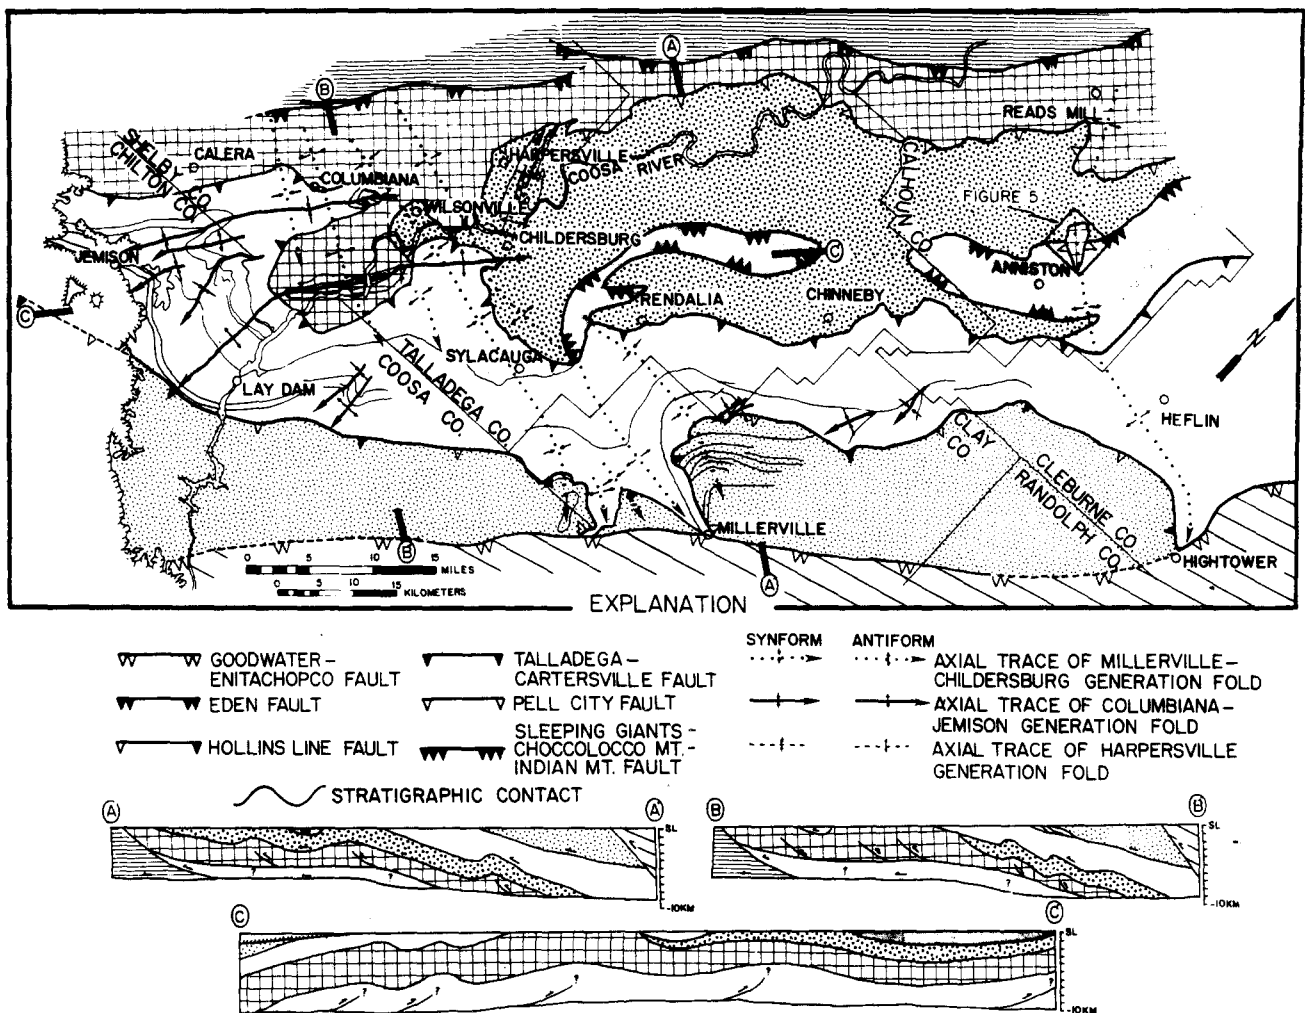 A
B
READS MILL
SHELBY CO.
CHILTON CO.
CALERA
COLUMBIANA
HARPERSVILLE
COOSA RIVER
CALHOUN CO.
FIGURE 5
WILSONVILLE
CHILDERSBURG
JEMISON
C
ANNISTON
C
RENDALIA
CHINNEBY
N
SYLACAUGA
TALLADEGA CO.
COOSA CO.
LAY DAM
HEFLIN
CLAY CO.
CLEBURNE CO.
RANDOLPH CO.
MILLERVILLE
HIGHTOWER
B
A
0 5 10 15
MILES
0 5 10 15
KILOMETERS
EXPLANATION
GOODWATER-
ENITACHOPCO FAULT
EDEN FAULT
HOLLINS LINE FAULT
TALLADEGA-
CARTERSVILLE FAULT
PELL CITY FAULT
SLEEPING GIANTS-
CHOCCOLOCCO MT.-
INDIAN MT. FAULT
SYNFORM ANTIFORM
AXIAL TRACE OF MILLERVILLE-
CHILDERSBURG GENERATION FOLD
AXIAL TRACE OF COLUMBIANA-
JEMISON GENERATION FOLD
AXIAL TRACE OF HARPERSVILLE
GENERATION FOLD
STRATIGRAPHIC CONTACT
A A
SL
?
?
-10KM
B B
SL
?
?
-10KM
C C
SL
?
?
?
?
?
-10KM